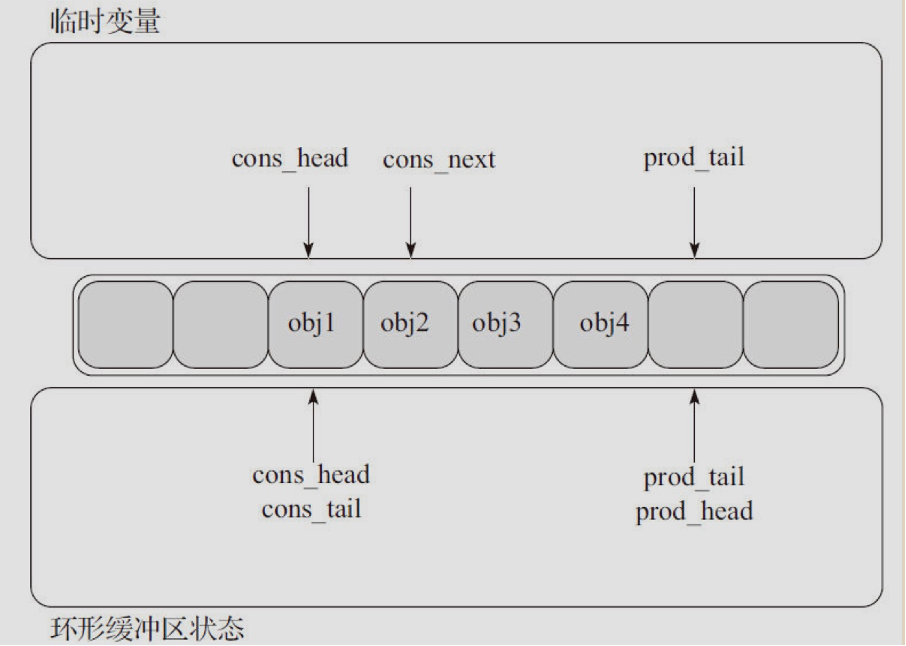 临时变量
cons_head cons_next prod_tail
obj1 obj2 obj3 obj4
cons_head prod_tail
cons_tail prod_head
环形缓冲区状态